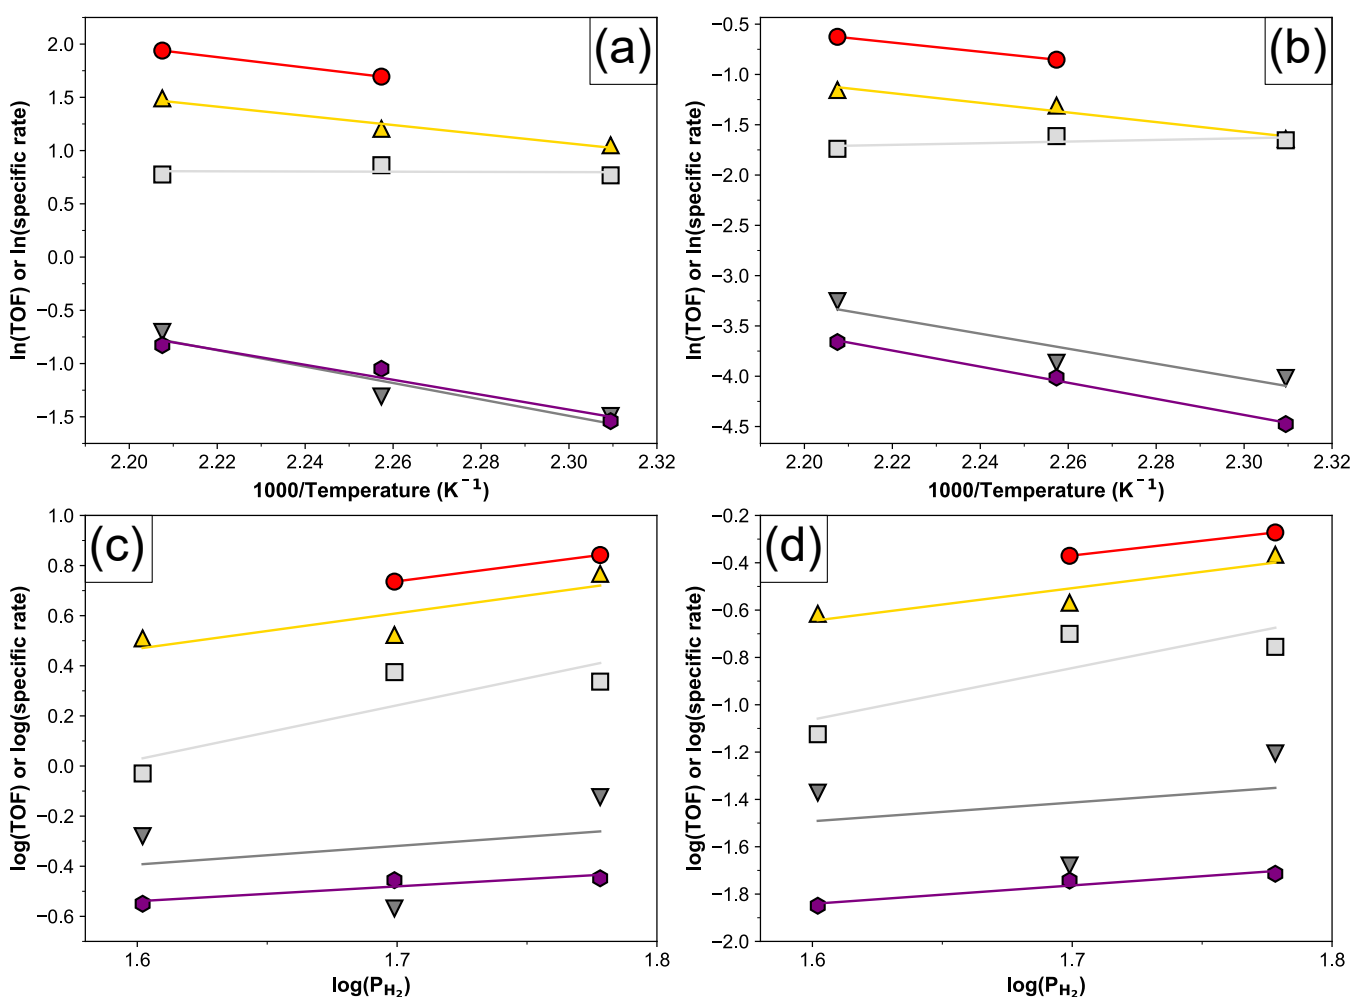 (a)
2.0
1.5
1.0
0.5
0.0
−0.5
−1.0
−1.5
ln(TOF) or ln(specific rate)
2.20 2.22 2.24 2.26 2.28 2.30 2.32
1000/Temperature (K⁻¹)
(b)
−0.5
−1.0
−1.5
−2.0
−2.5
−3.0
−3.5
−4.0
−4.5
ln(TOF) or ln(specific rate)
2.20 2.22 2.24 2.26 2.28 2.30 2.32
1000/Temperature (K⁻¹)
(c)
1.0
0.8
0.6
0.4
0.2
0.0
−0.2
−0.4
−0.6
log(TOF) or log(specific rate)
1.6 1.7 1.8
log(P_H₂)
(d)
−0.2
−0.4
−0.6
−0.8
−1.0
−1.2
−1.4
−1.6
−1.8
−2.0
log(TOF) or log(specific rate)
1.6 1.7 1.8
log(P_H₂)